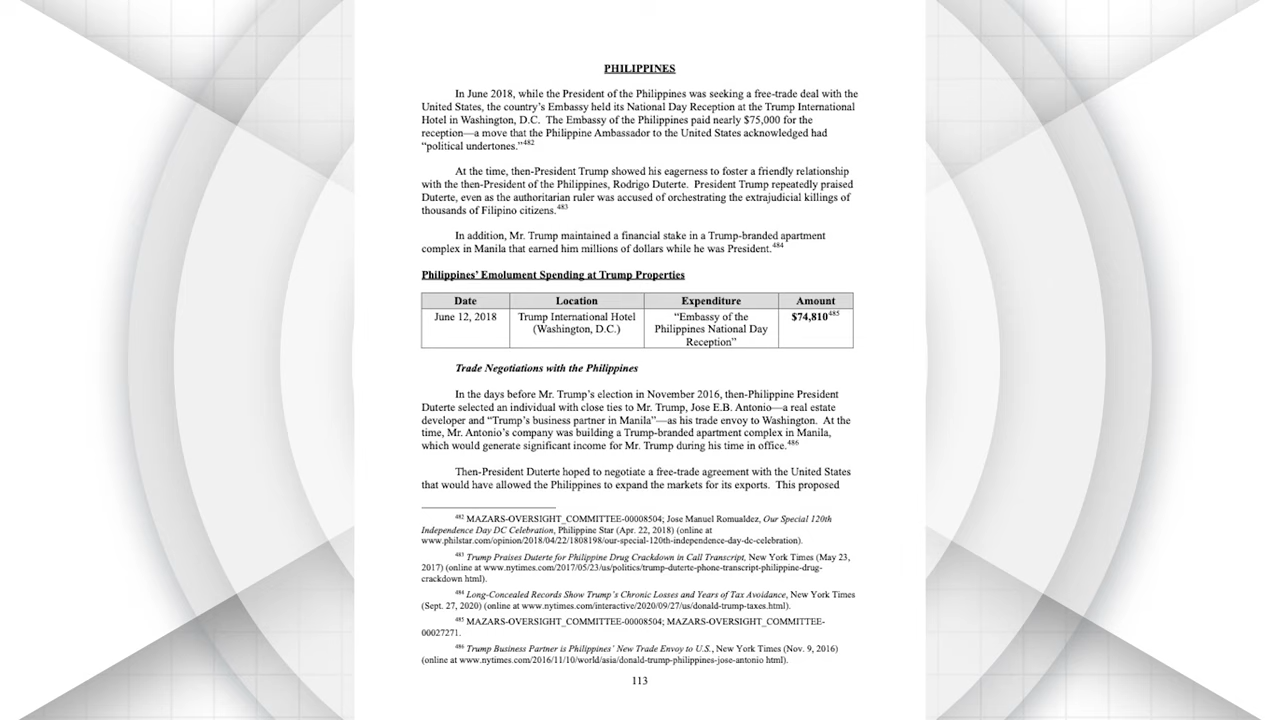 PHILIPPINES
In June 2018, while the President of the Philippines was seeking a free-trade deal with the
United States, the country's Embassy held its National Day Reception at the Trump International
Hotel in Washington, D.C. The Embassy of the Philippines paid nearly $75,000 for the
reception—a move that the Philippine Ambassador to the United States acknowledged had
“political undertones.”482
At the time, then-President Trump showed his eagerness to foster a friendly relationship
with the then-President of the Philippines, Rodrigo Duterte. President Trump repeatedly praised
Duterte, even as the authoritarian ruler was accused of orchestrating the extrajudicial killings of
thousands of Filipino citizens.483
In addition, Mr. Trump maintained a financial stake in a Trump-branded apartment
complex in Manila that earned him millions of dollars while he was President.484
Philippines' Emolument Spending at Trump Properties
Date Location Expenditure Amount
June 12, 2018 Trump International Hotel “Embassy of the $74,810485
(Washington, D.C.) Philippines National Day
Reception”
Trade Negotiations with the Philippines
In the days before Mr. Trump's election in November 2016, then-Philippine President
Duterte selected an individual with close ties to Mr. Trump, Jose E.B. Antonio—a real estate
developer and “Trump's business partner in Manila”—as his trade envoy to Washington. At the
time, Mr. Antonio's company was building a Trump-branded apartment complex in Manila,
which would generate significant income for Mr. Trump during his time in office.486
Then-President Duterte hoped to negotiate a free-trade agreement with the United States
that would have allowed the Philippines to expand the markets for its exports. This proposed
482 MAZARS-OVERSIGHT_COMMITTEE-00008504; Jose Manuel Romualdez, Our Special 120th
Independence Day DC Celebration, Philippine Star (Apr. 22, 2018) (online at
www.philstar.com/opinion/2018/04/22/1808198/our-special-120th-independence-day-dc-celebration).
483 Trump Praises Duterte for Philippine Drug Crackdown in Call Transcript, New York Times (May 23,
2017) (online at www.nytimes.com/2017/05/23/us/politics/trump-duterte-phone-transcript-philippine-drug-
crackdown html).
484 Long-Concealed Records Show Trump's Chronic Losses and Years of Tax Avoidance, New York Times
(Sept. 27, 2020) (online at www.nytimes.com/interactive/2020/09/27/us/donald-trump-taxes.html).
485 MAZARS-OVERSIGHT_COMMITTEE-00008504; MAZARS-OVERSIGHT_COMMITTEE-
00027271.
486 Trump Business Partner is Philippines' New Trade Envoy to U.S., New York Times (Nov. 9, 2016)
(online at www.nytimes.com/2016/11/10/world/asia/donald-trump-philippines-jose-antonio html).
113